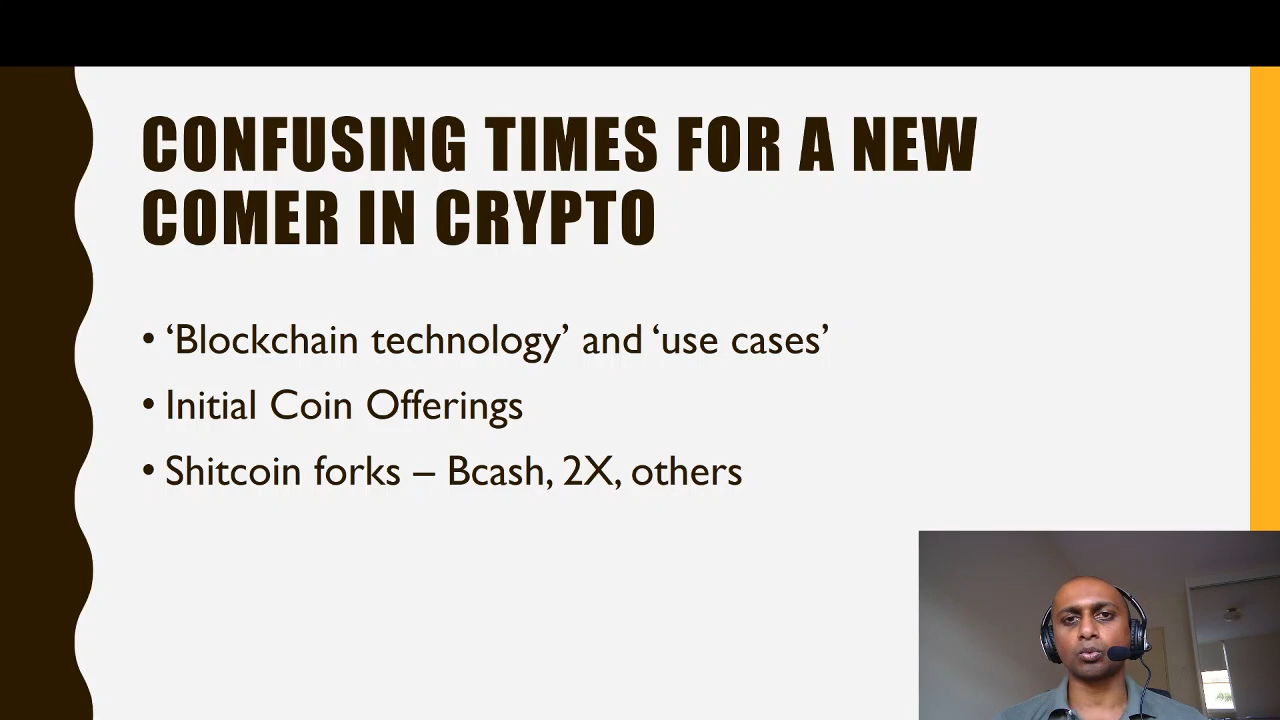 CONFUSING TIMES FOR A NEW
COMER IN CRYPTO
• ‘Blockchain technology’ and ‘use cases’
• Initial Coin Offerings
• Shitcoin forks – Bcash, 2X, others